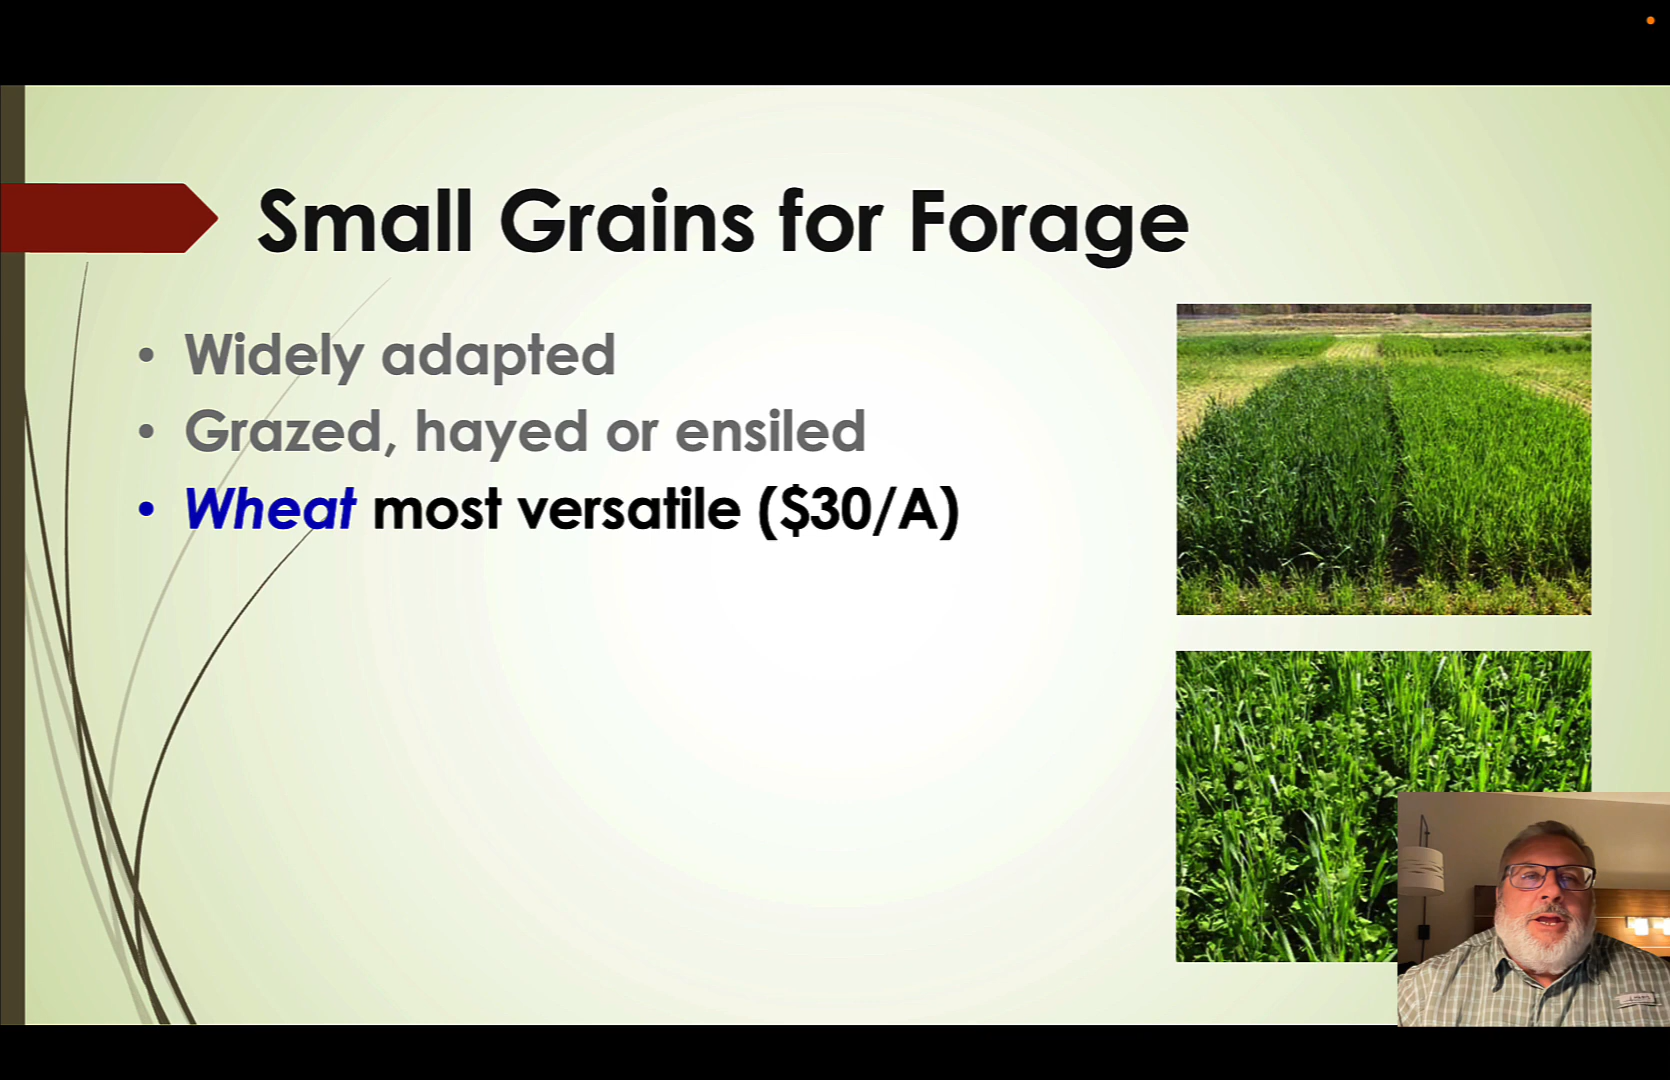 Small Grains for Forage
• Widely adapted
• Grazed, hayed or ensiled
• Wheat most versatile ($30/A)